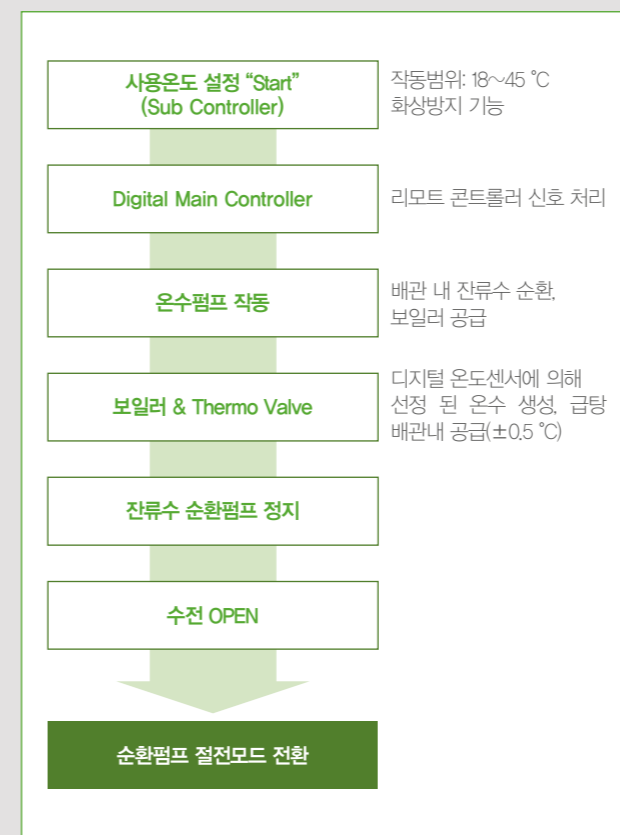 사용온도 설정 “Start”
(Sub Controller)
작동범위: 18~45 °C
화상방지 기능
Digital Main Controller
리모트 콘트롤러 신호 처리
온수펌프 작동
배관 내 잔류수 순환,
보일러 공급
보일러 & Thermo Valve
디지털 온도센서에 의해
선정 된 온수 생성, 급탕
배관내 공급(±0.5 °C)
잔류수 순환펌프 정지
수전 OPEN
순환펌프 절전모드 전환